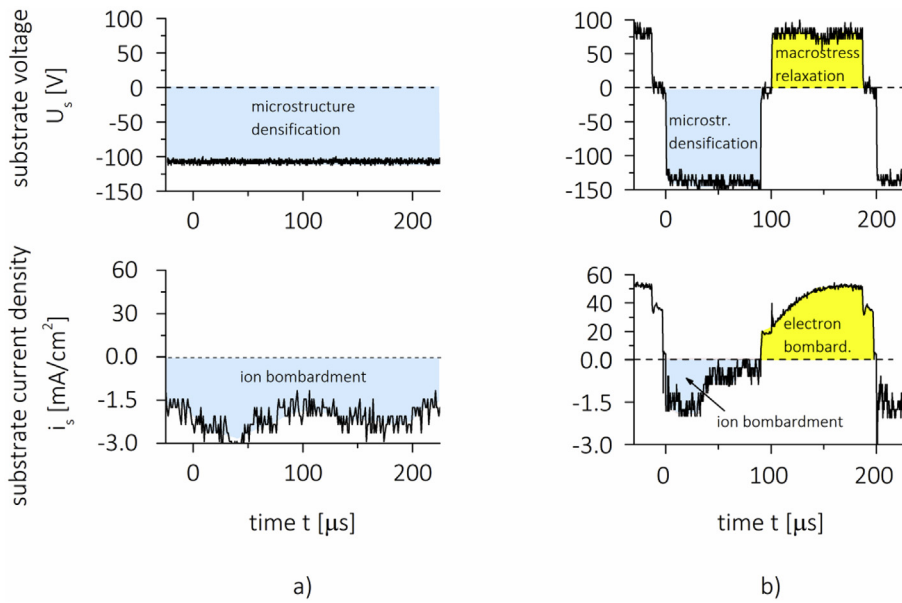 substrate voltage
U_s [V]
100
50
0
-50
-100
-150
microstructure
densification
0
100
200
100
50
0
-50
-100
-150
microstr.
densification
macrostress
relaxation
0
100
200
substrate current density
i_s [mA/cm²]
60
30
0.0
-1.5
-3.0
ion bombardment
0
100
200
time t [μs]
a)
60
40
20
0.0
-1.5
-3.0
electron
bombard.
ion bombardment
0
100
200
time t [μs]
b)